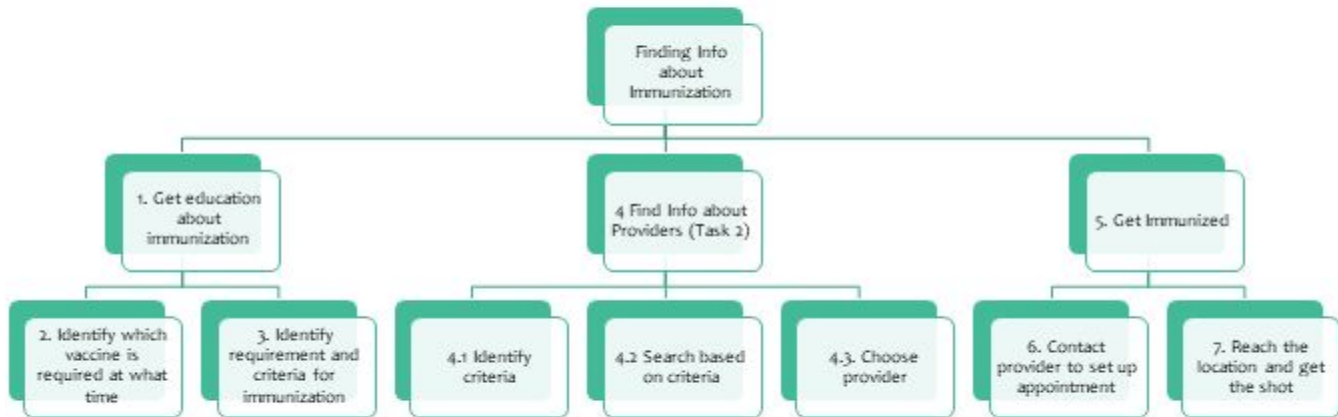 Finding Info
about
Immunization
1. Get education
about
immunization
4 Find Info about
Providers (Task 2)
5. Get Immunized
2. Identify which
vaccine is
required at what
time
3. Identify
requirement and
criteria for
immunization
4.1 Identify
criteria
4.2 Search based
on criteria
4.3. Choose
provider
6. Contact
provider to set up
appointment
7. Reach the
location and get
the shot